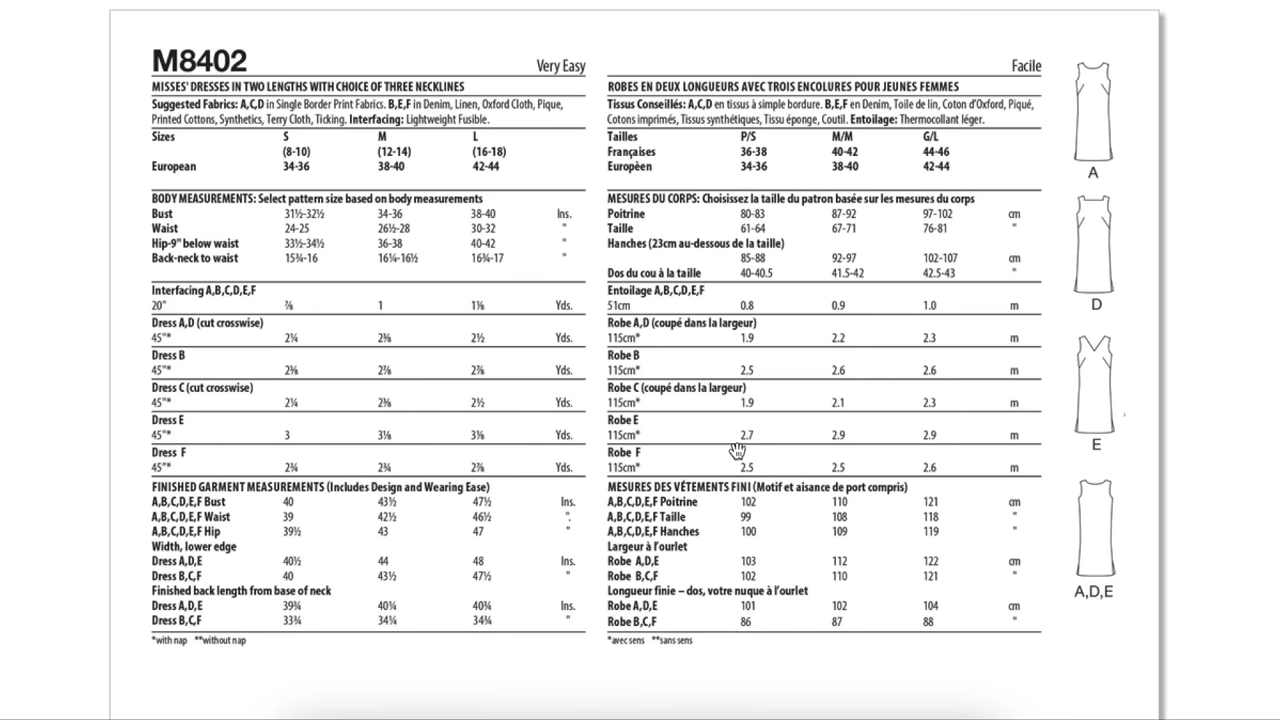 M8402 Very Easy
MISSES' DRESSES IN TWO LENGTHS WITH CHOICE OF THREE NECKLINES
Suggested Fabrics: A,C,D in Single Border Print Fabrics. B,E,F in Denim, Linen, Oxford Cloth, Pique,
Printed Cottons, Synthetics, Terry Cloth, Ticking. Interfacing: Lightweight Fusible.
Sizes S M L
(8-10) (12-14) (16-18)
European 34-36 38-40 42-44
BODY MEASUREMENTS: Select pattern size based on body measurements
Bust 31½-32½ 34-36 38-40 Ins.
Waist 24-25 26½-28 30-32 "
Hip-9" below waist 33½-34½ 36-38 40-42 "
Back-neck to waist 15¾-16 16¼-16½ 16¾-17 "
Interfacing A,B,C,D,E,F
20" ⅞ 1 1⅛ Yds.
Dress A,D (cut crosswise)
45"* 2¼ 2⅜ 2½ Yds.
Dress B
45"* 2⅝ 2⅞ 2⅞ Yds.
Dress C (cut crosswise)
45"* 2¼ 2⅜ 2½ Yds.
Dress E
45"* 3 3⅛ 3⅛ Yds.
Dress F
45"* 2¾ 2¾ 2⅞ Yds.
FINISHED GARMENT MEASUREMENTS (Includes Design and Wearing Ease)
A,B,C,D,E,F Bust 40 43½ 47½ Ins.
A,B,C,D,E,F Waist 39 42½ 46½ ".
A,B,C,D,E,F Hip 39½ 43 47 "
Width, lower edge
Dress A,D,E 40½ 44 48 Ins.
Dress B,C,F 40 43½ 47½ "
Finished back length from base of neck
Dress A,D,E 39¾ 40¼ 40¾ Ins.
Dress B,C,F 33¾ 34¼ 34¾ "
*with nap **without nap
Facile
ROBES EN DEUX LONGUEURS AVEC TROIS ENCOLURES POUR JEUNES FEMMES
Tissus Conseillés: A,C,D en tissus à simple bordure. B,E,F en Denim, Toile de lin, Coton d'Oxford, Piqué,
Cotons imprimés, Tissus synthétiques, Tissu éponge, Coutil. Entoilage: Thermocollant léger.
Tailles P/S M/M G/L
Françaises 36-38 40-42 44-46
Europèen 34-36 38-40 42-44
MESURES DU CORPS: Choisissez la taille du patron basée sur les mesures du corps
Poitrine 80-83 87-92 97-102 cm
Taille 61-64 67-71 76-81 "
Hanches (23cm au-dessous de la taille)
85-88 92-97 102-107 cm
Dos du cou à la taille 40-40.5 41.5-42 42.5-43 "
Entoilage A,B,C,D,E,F
51cm 0.8 0.9 1.0 m
Robe A,D (coupé dans la largeur)
115cm* 1.9 2.2 2.3 m
Robe B
115cm* 2.5 2.6 2.6 m
Robe C (coupé dans la largeur)
115cm* 1.9 2.1 2.3 m
Robe E
115cm* 2.7 2.9 2.9 m
Robe F
115cm* 2.5 2.5 2.6 m
MESURES DES VÉTEMENTS FINI (Motif et aisance de port compris)
A,B,C,D,E,F Poitrine 102 110 121 cm
A,B,C,D,E,F Taille 99 108 118 "
A,B,C,D,E,F Hanches 100 109 119 "
Largeur à l'ourlet
Robe A,D,E 103 112 122 cm
Robe B,C,F 102 110 121 "
Longueur finie – dos, votre nuque à l'ourlet
Robe A,D,E 101 102 104 cm
Robe B,C,F 86 87 88 "
*avec sens **sans sens
A
D
E
A,D,E